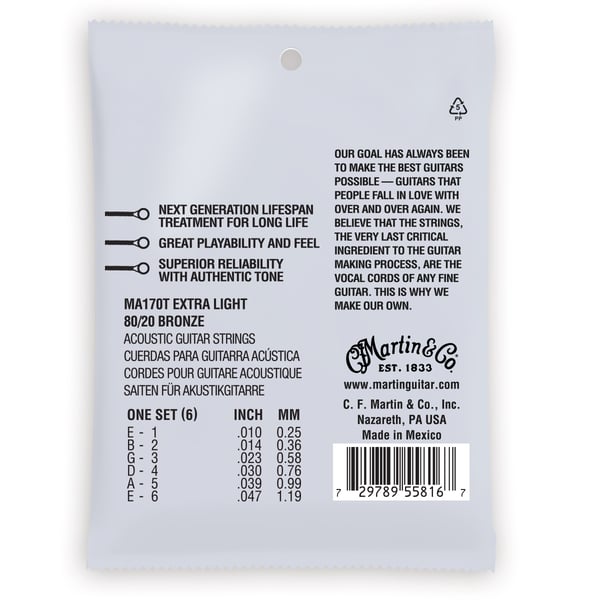 5
PP
OUR GOAL HAS ALWAYS BEEN
TO MAKE THE BEST GUITARS
POSSIBLE — GUITARS THAT
PEOPLE FALL IN LOVE WITH
OVER AND OVER AGAIN. WE
BELIEVE THAT THE STRINGS,
THE VERY LAST CRITICAL
INGREDIENT TO THE GUITAR
MAKING PROCESS, ARE THE
VOCAL CORDS OF ANY FINE
GUITAR. THIS IS WHY WE
MAKE OUR OWN.
NEXT GENERATION LIFESPAN
TREATMENT FOR LONG LIFE
GREAT PLAYABILITY AND FEEL
SUPERIOR RELIABILITY
WITH AUTHENTIC TONE
MA170T EXTRA LIGHT
80/20 BRONZE
ACOUSTIC GUITAR STRINGS
CUERDAS PARA GUITARRA ACÚSTICA
CORDES POUR GUITARE ACOUSTIQUE
SAITEN FÜR AKUSTIKGITARRE
ONE SET (6) INCH MM
E - 1 .010 0.25
B - 2 .014 0.36
G - 3 .023 0.58
D - 4 .030 0.76
A - 5 .039 0.99
E - 6 .047 1.19
CF Martin & Co.
EST. 1833
www.martinguitar.com
C. F. Martin & Co., Inc.
Nazareth, PA USA
Made in Mexico
7 29789 55816 7